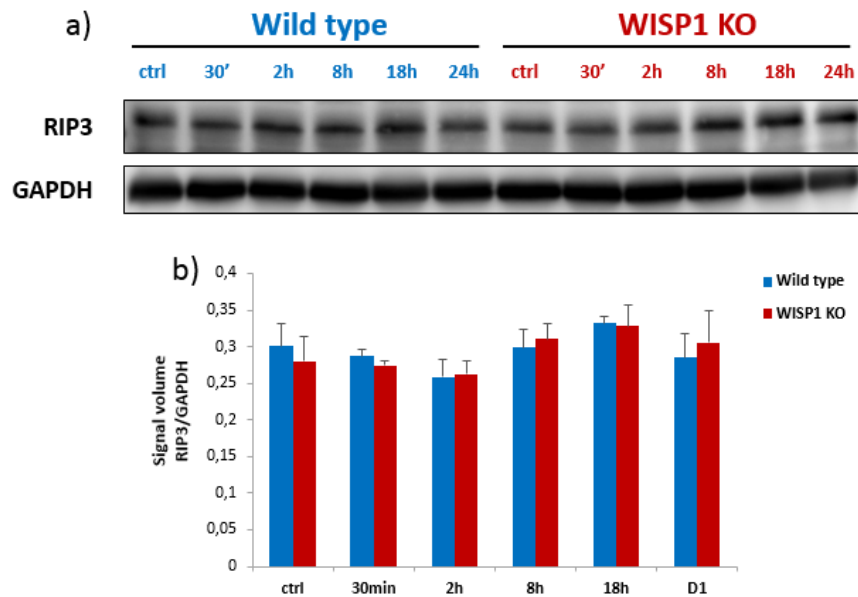 a)
Wild type WISP1 KO
ctrl 30′ 2h 8h 18h 24h ctrl 30′ 2h 8h 18h 24h
RIP3
GAPDH
b)
0,4
0,35
0,3
0,25
0,2
0,15
0,1
0,05
0
Signal volume
RIP3/GAPDH
ctrl 30min 2h 8h 18h D1
Wild type
WISP1 KO